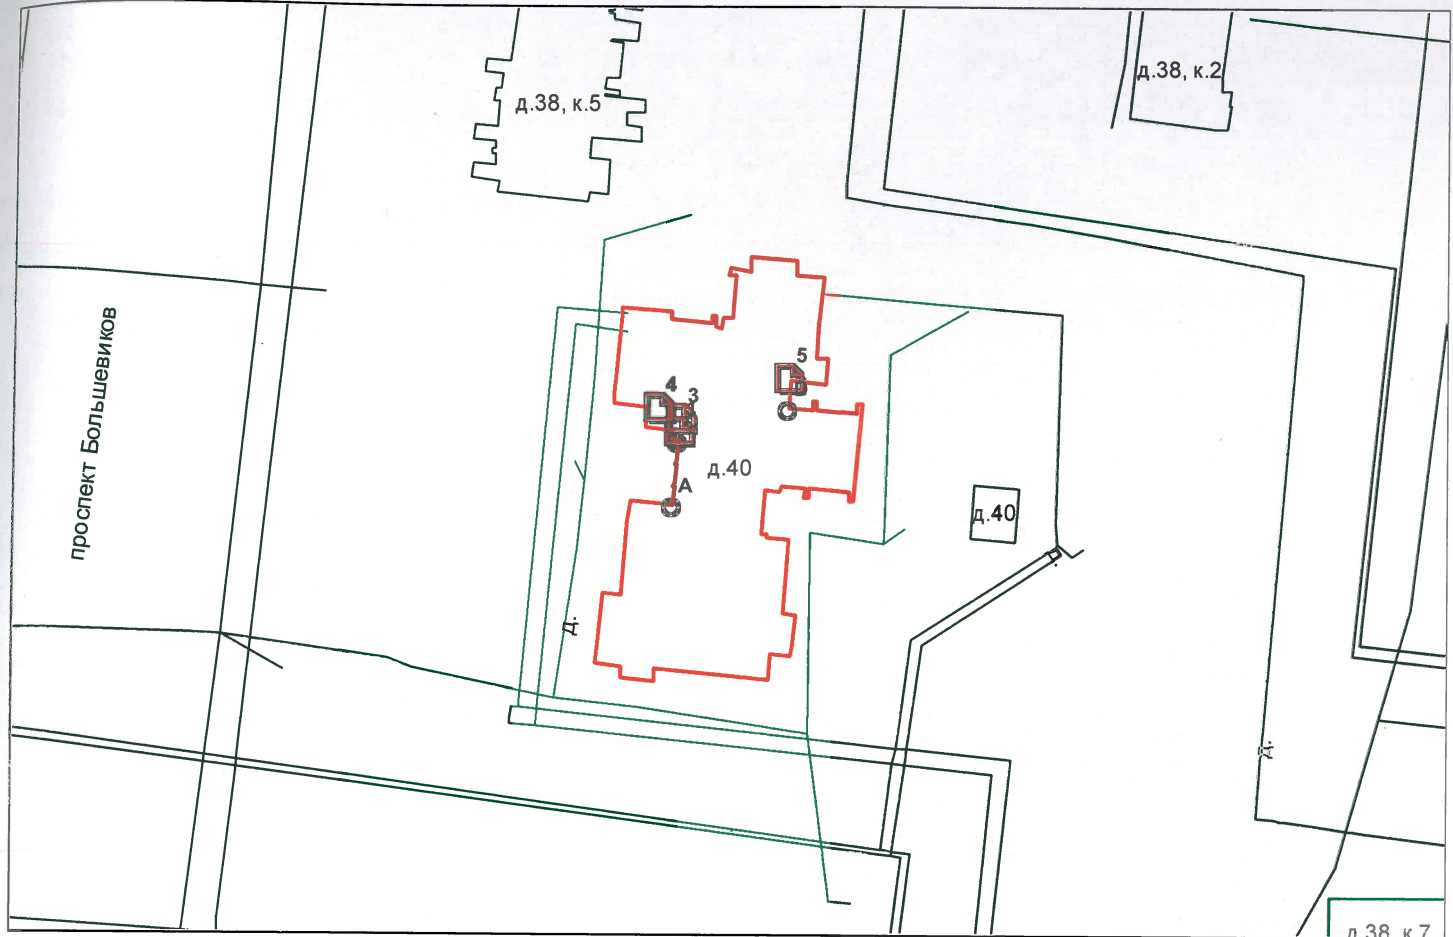 д.38, к.2
д.38, к.5
проспект Большевиков
5
4
3
д.40
А
д.40
д.
д.
д.38, к.7